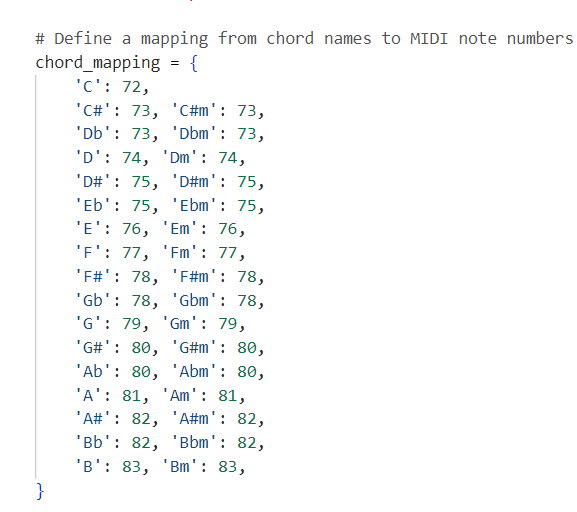 # Define a mapping from chord names to MIDI note numbers
chord_mapping = {
    'C': 72,
    'C#': 73, 'C#m': 73,
    'Db': 73, 'Dbm': 73,
    'D': 74, 'Dm': 74,
    'D#': 75, 'D#m': 75,
    'Eb': 75, 'Ebm': 75,
    'E': 76, 'Em': 76,
    'F': 77, 'Fm': 77,
    'F#': 78, 'F#m': 78,
    'Gb': 78, 'Gbm': 78,
    'G': 79, 'Gm': 79,
    'G#': 80, 'G#m': 80,
    'Ab': 80, 'Abm': 80,
    'A': 81, 'Am': 81,
    'A#': 82, 'A#m': 82,
    'Bb': 82, 'Bbm': 82,
    'B': 83, 'Bm': 83,
}